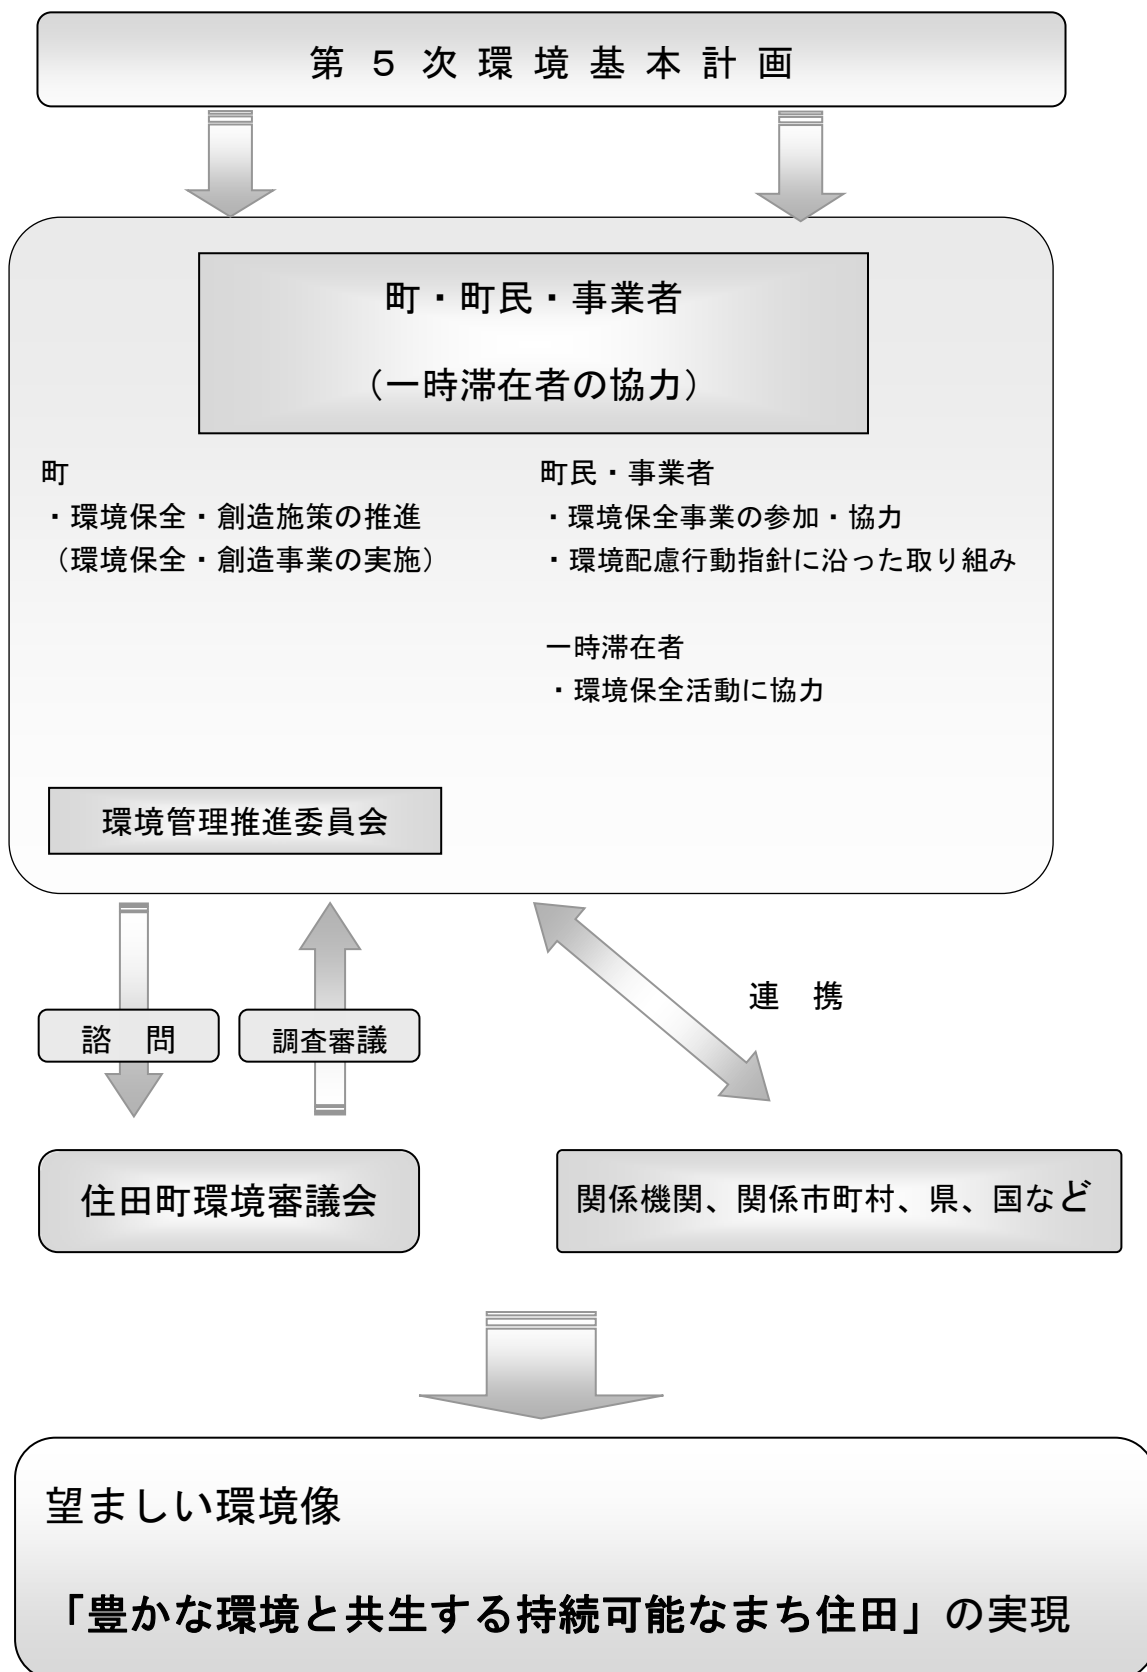 第５次環境基本計画
町・町民・事業者
（一時滞在者の協力）
町
・環境保全・創造施策の推進
（環境保全・創造事業の実施）
町民・事業者
・環境保全事業の参加・協力
・環境配慮行動指針に沿った取り組み
一時滞在者
・環境保全活動に協力
環境管理推進委員会
諮　問
調査審議
連　携
住田町環境審議会
関係機関、関係市町村、県、国など
望ましい環境像
「豊かな環境と共生する持続可能なまち住田」の実現